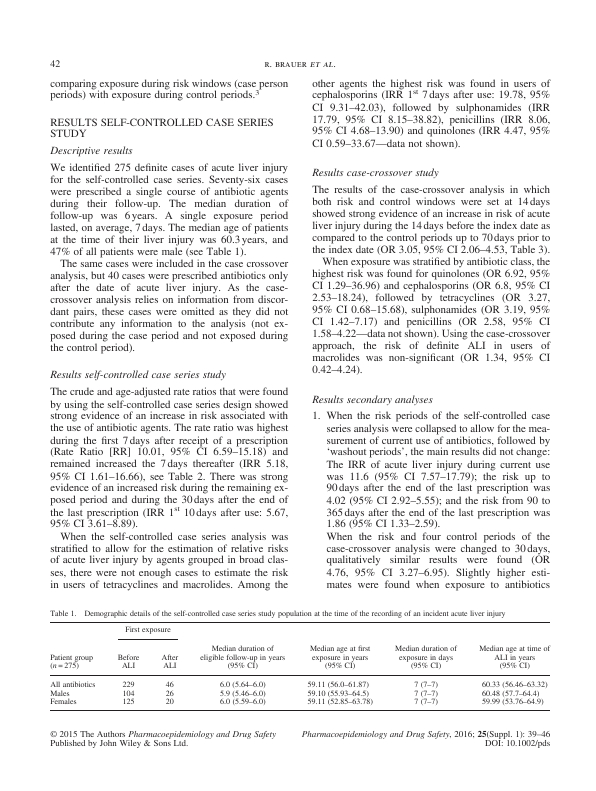 42
R. BRAUER ET AL.
comparing exposure during risk windows (case person
periods) with exposure during control periods.3
RESULTS SELF-CONTROLLED CASE SERIES
STUDY
Descriptive results
We identified 275 definite cases of acute liver injury
for the self-controlled case series. Seventy-six cases
were prescribed a single course of antibiotic agents
during their follow-up. The median duration of
follow-up was 6 years. A single exposure period
lasted, on average, 7 days. The median age of patients
at the time of their liver injury was 60.3 years, and
47% of all patients were male (see Table 1).
The same cases were included in the case crossover
analysis, but 40 cases were prescribed antibiotics only
after the date of acute liver injury. As the case-
crossover analysis relies on information from discor-
dant pairs, these cases were omitted as they did not
contribute any information to the analysis (not ex-
posed during the case period and not exposed during
the control period).
Results self-controlled case series study
The crude and age-adjusted rate ratios that were found
by using the self-controlled case series design showed
strong evidence of an increase in risk associated with
the use of antibiotic agents. The rate ratio was highest
during the first 7 days after receipt of a prescription
(Rate Ratio [RR] 10.01, 95% CI 6.59–15.18) and
remained increased the 7 days thereafter (IRR 5.18,
95% CI 1.61–16.66), see Table 2. There was strong
evidence of an increased risk during the remaining ex-
posed period and during the 30 days after the end of
the last prescription (IRR 1st 10 days after use: 5.67,
95% CI 3.61–8.89).
When the self-controlled case series analysis was
stratified to allow for the estimation of relative risks
of acute liver injury by agents grouped in broad clas-
ses, there were not enough cases to estimate the risk
in users of tetracyclines and macrolides. Among the
other agents the highest risk was found in users of
cephalosporins (IRR 1st 7 days after use: 19.78, 95%
CI 9.31–42.03), followed by sulphonamides (IRR
17.79, 95% CI 8.15–38.82), penicillins (IRR 8.06,
95% CI 4.68–13.90) and quinolones (IRR 4.47, 95%
CI 0.59–33.67—data not shown).
Results case-crossover study
The results of the case-crossover analysis in which
both risk and control windows were set at 14 days
showed strong evidence of an increase in risk of acute
liver injury during the 14 days before the index date as
compared to the control periods up to 70 days prior to
the index date (OR 3.05, 95% CI 2.06–4.53, Table 3).
When exposure was stratified by antibiotic class, the
highest risk was found for quinolones (OR 6.92, 95%
CI 1.29–36.96) and cephalosporins (OR 6.8, 95% CI
2.53–18.24), followed by tetracyclines (OR 3.27,
95% CI 0.68–15.68), sulphonamides (OR 3.19, 95%
CI 1.42–7.17) and penicillins (OR 2.58, 95% CI
1.58–4.22—data not shown). Using the case-crossover
approach, the risk of definite ALI in users of
macrolides was non-significant (OR 1.34, 95% CI
0.42–4.24).
Results secondary analyses
1. When the risk periods of the self-controlled case
series analysis were collapsed to allow for the mea-
surement of current use of antibiotics, followed by
‘washout periods’, the main results did not change:
The IRR of acute liver injury during current use
was 11.6 (95% CI 7.57–17.79); the risk up to
90 days after the end of the last prescription was
4.02 (95% CI 2.92–5.55); and the risk from 90 to
365 days after the end of the last prescription was
1.86 (95% CI 1.33–2.59).
When the risk and four control periods of the
case-crossover analysis were changed to 30 days,
qualitatively similar results were found (OR
4.76, 95% CI 3.27–6.95). Slightly higher esti-
mates were found when exposure to antibiotics
Table 1. Demographic details of the self-controlled case series study population at the time of the recording of an incident acute liver injury
First exposure
Patient group (n = 275) Before ALI After ALI Median duration of eligible follow-up in years (95% CI) Median age at first exposure in years (95% CI) Median duration of exposure in days (95% CI) Median age at time of ALI in years (95% CI)
All antibiotics 229 46 6.0 (5.64–6.0) 59.11 (56.0–61.87) 7 (7–7) 60.33 (56.46–63.32)
Males 104 26 5.9 (5.46–6.0) 59.10 (55.93–64.5) 7 (7–7) 60.48 (57.7–64.4)
Females 125 20 6.0 (5.59–6.0) 59.11 (52.85–63.78) 7 (7–7) 59.99 (53.76–64.9)
© 2015 The Authors Pharmacoepidemiology and Drug Safety
Published by John Wiley & Sons Ltd.
Pharmacoepidemiology and Drug Safety, 2016; 25(Suppl. 1): 39–46
DOI: 10.1002/pds